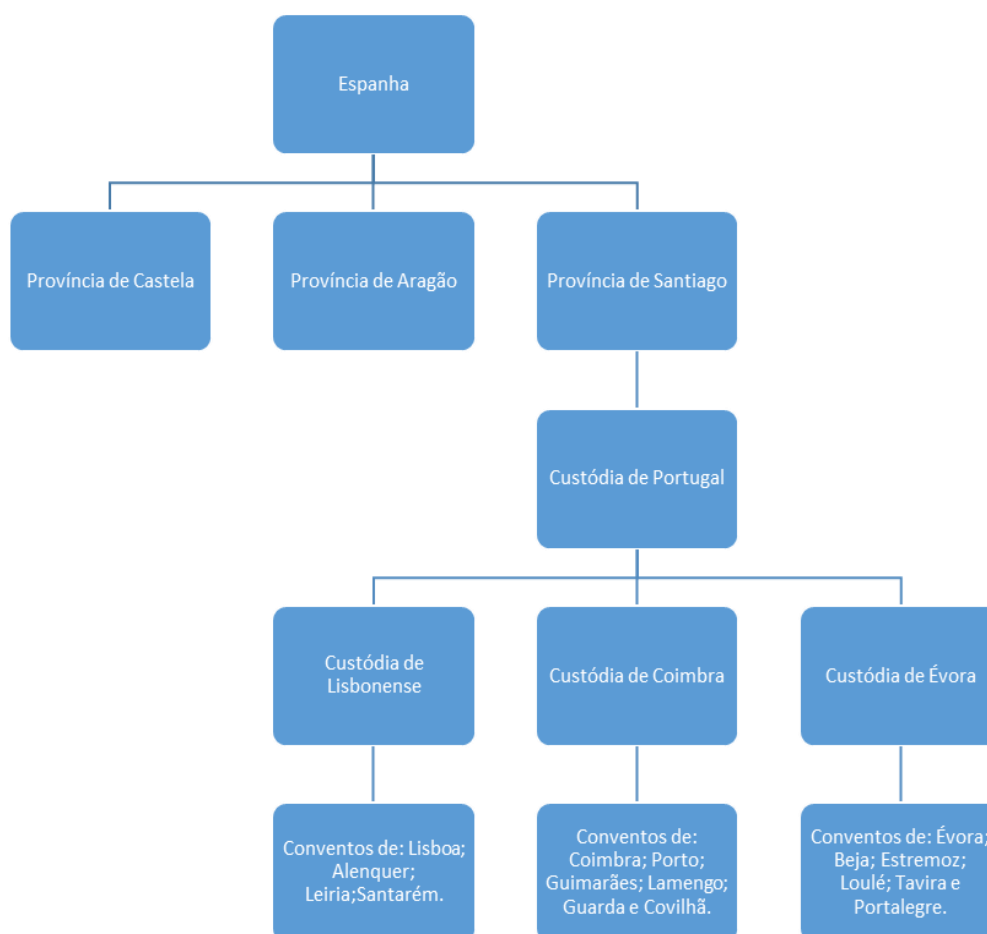 Espanha
Província de Castela
Província de Aragão
Província de Santiago
Custódia de Portugal
Custódia de
Lisbonense
Custódia de Coimbra
Custódia de Évora
Conventos de: Lisboa;
Alenquer;
Leiria;Santarém.
Conventos de:
Coimbra; Porto;
Guimarães; Lamengo;
Guarda e Covilhã.
Conventos de: Évora;
Beja; Estremoz;
Loulé; Tavira e
Portalegre.